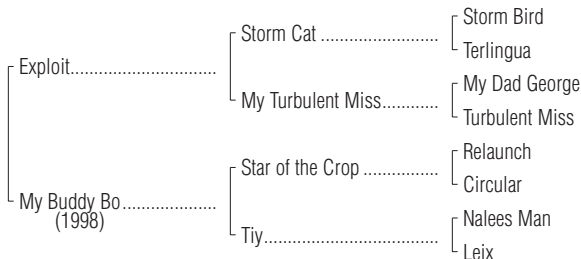 Storm Bird
Storm Cat ........................
Terlingua
Exploit..............................
My Dad George
My Turbulent Miss...........
Turbulent Miss
Relaunch
Star of the Crop ...............
Circular
My Buddy Bo...................
(1998)
Nalees Man
Tiy...................................
Leix